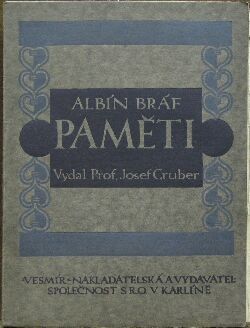 ALBÍN BRÁF
PAMĚTI
Vydal Prof. Josef Gruber
VESMÍR - NAKLADATELSKÁ A VYDAVATEL.
SPOLEČNOST S R.O. V KARLÍNĚ